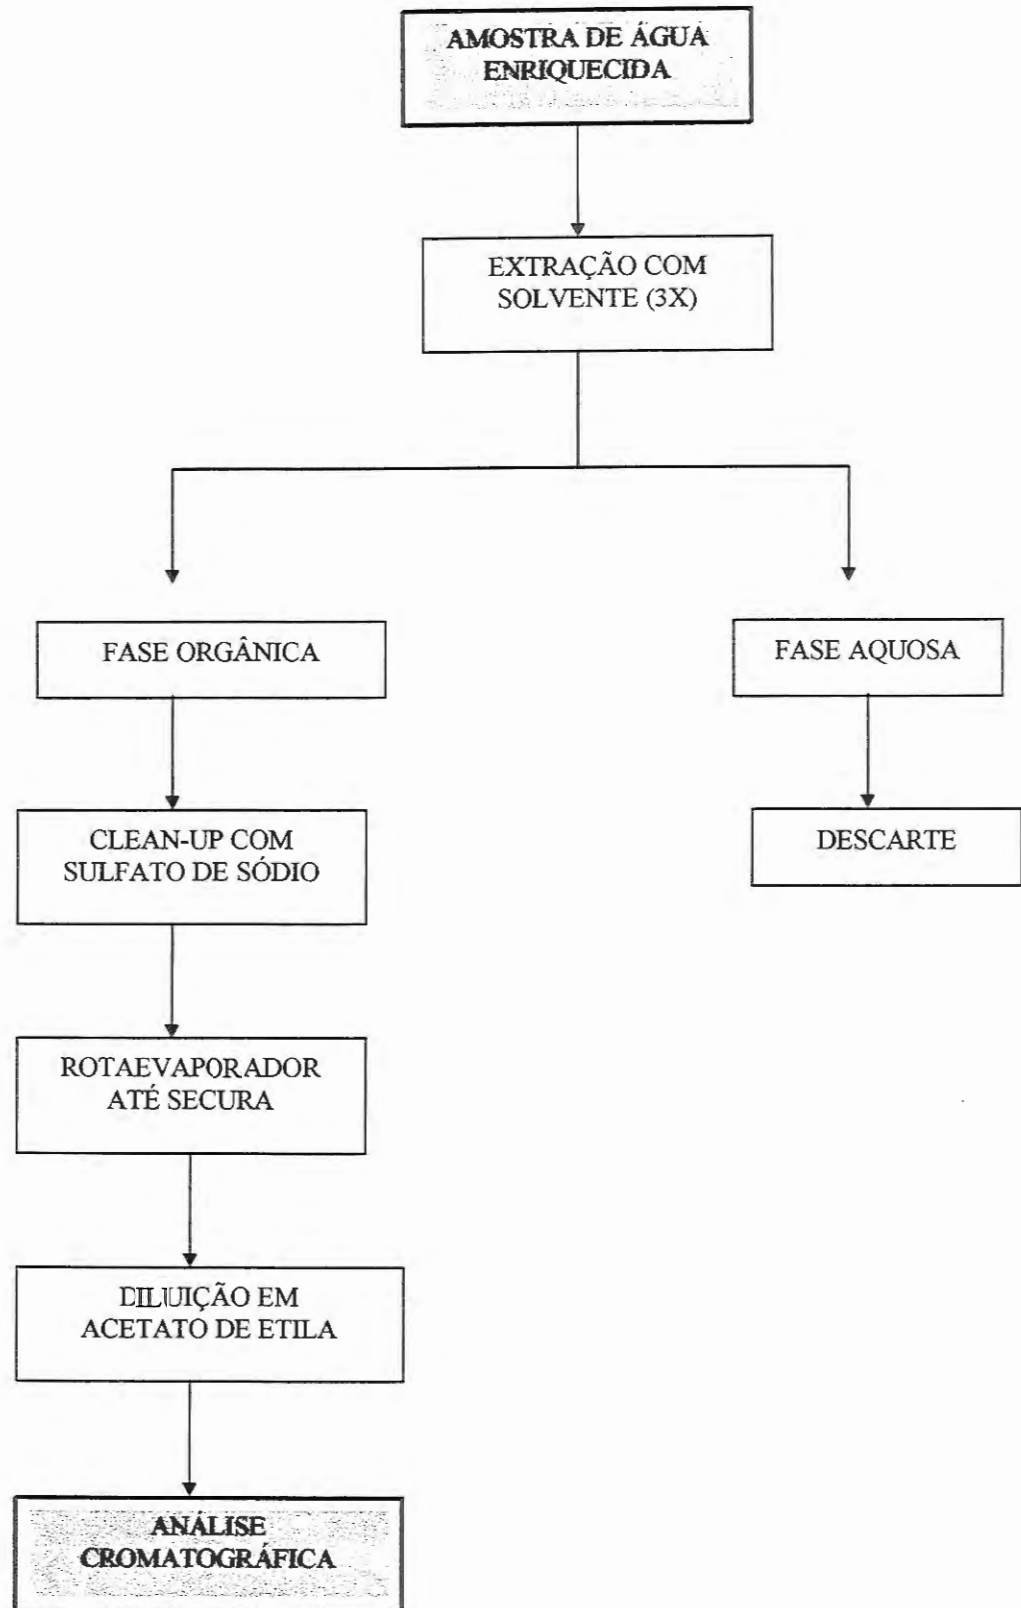 AMOSTRA DE ÁGUA
ENRIQUECIDA
EXTRAÇÃO COM
SOLVENTE (3X)
FASE ORGÂNICA
FASE AQUOSA
CLEAN-UP COM
SULFATO DE SÓDIO
DESCARTE
ROTAEVAPORADOR
ATÉ SECURA
DILUIÇÃO EM
ACETATO DE ETILA
ANÁLISE
CROMATOGRÁFICA